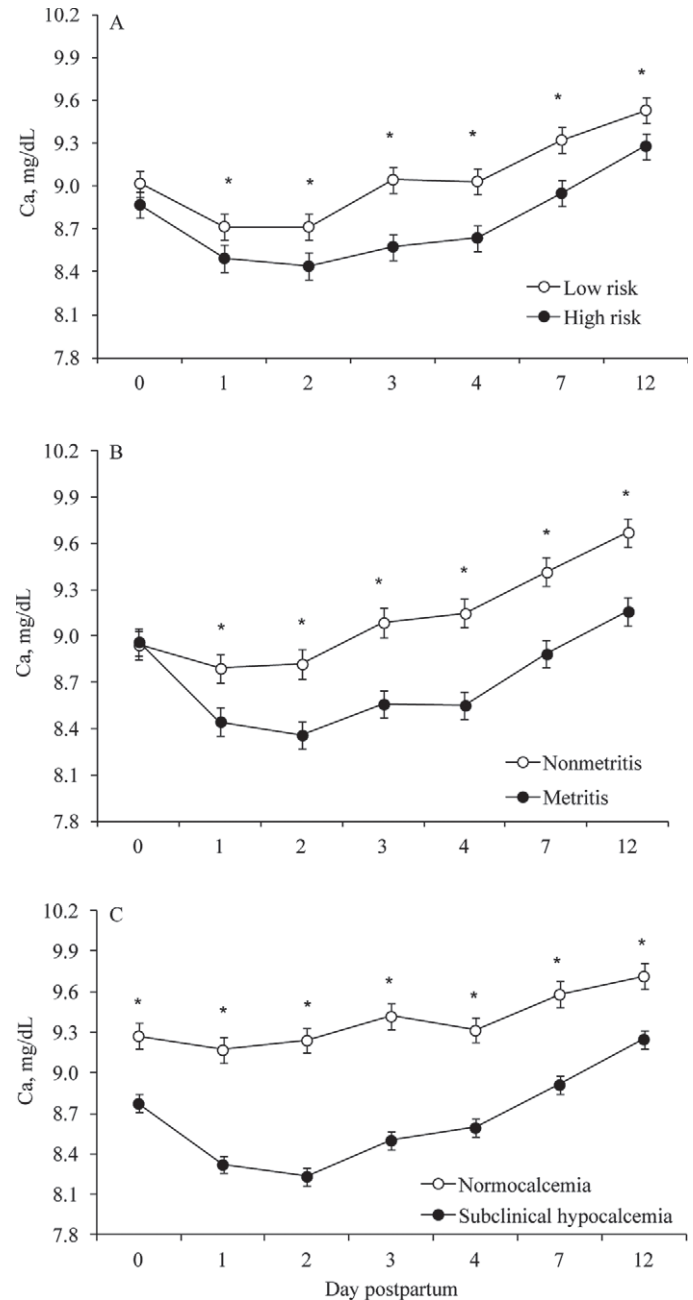 A
10.2
9.9
9.6
9.3
9.0
8.7
8.4
8.1
7.8
Ca, mg/dL
* * * * * *
Low risk
High risk
0 1 2 3 4 7 12
B
10.2
9.9
9.6
9.3
9.0
8.7
8.4
8.1
7.8
Ca, mg/dL
* * * * * *
Nonmetritis
Metritis
0 1 2 3 4 7 12
C
10.2
9.9
9.6
9.3
9.0
8.7
8.4
8.1
7.8
Ca, mg/dL
* * * * * * *
Normocalcemia
Subclinical hypocalcemia
0 1 2 3 4 7 12
Day postpartum